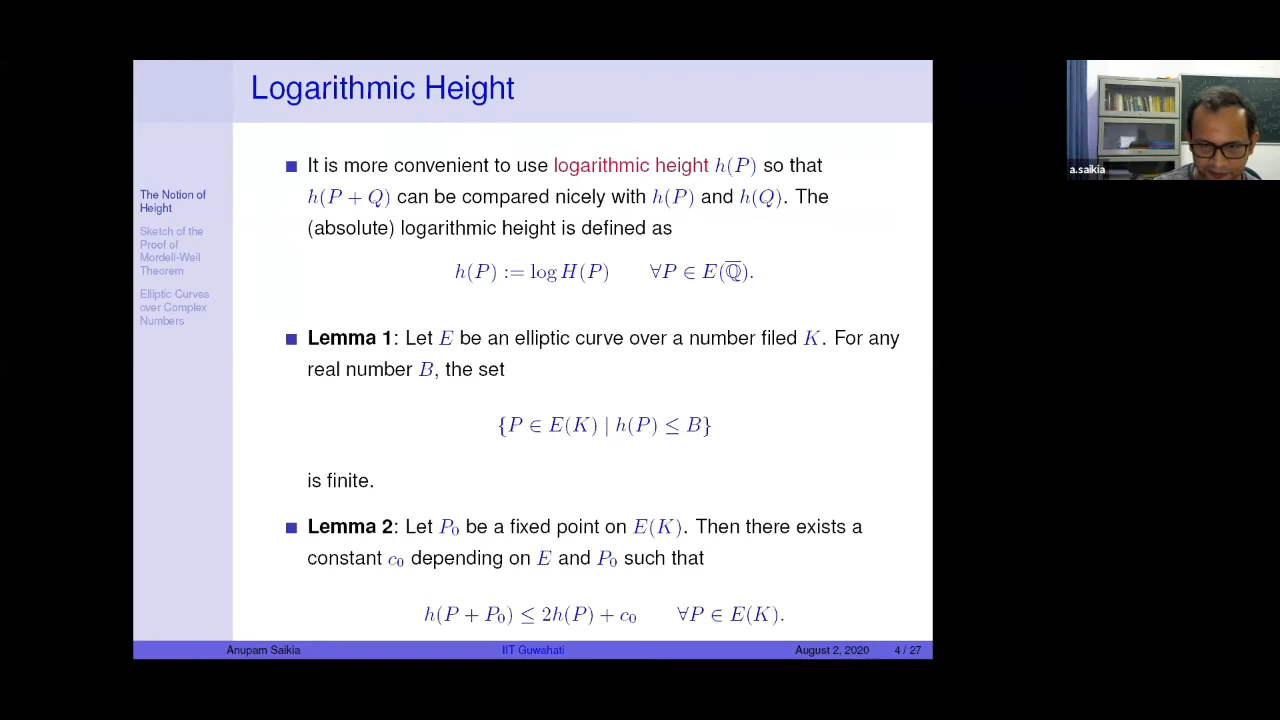 Logarithmic Height
The Notion of
Height
Sketch of the
Proof of
Mordell-Weil
Theorem
Elliptic Curves
over Complex
Numbers
■ It is more convenient to use logarithmic height h(P) so that
h(P + Q) can be compared nicely with h(P) and h(Q). The
(absolute) logarithmic height is defined as
h(P) := log H(P) ∀P ∈ E(ℚ̅).
■ Lemma 1: Let E be an elliptic curve over a number filed K. For any
real number B, the set
{P ∈ E(K) | h(P) ≤ B}
is finite.
■ Lemma 2: Let P₀ be a fixed point on E(K). Then there exists a
constant c₀ depending on E and P₀ such that
h(P + P₀) ≤ 2h(P) + c₀ ∀P ∈ E(K).
Anupam Saikia IIT Guwahati August 2, 2020 4 / 27
a.saikia